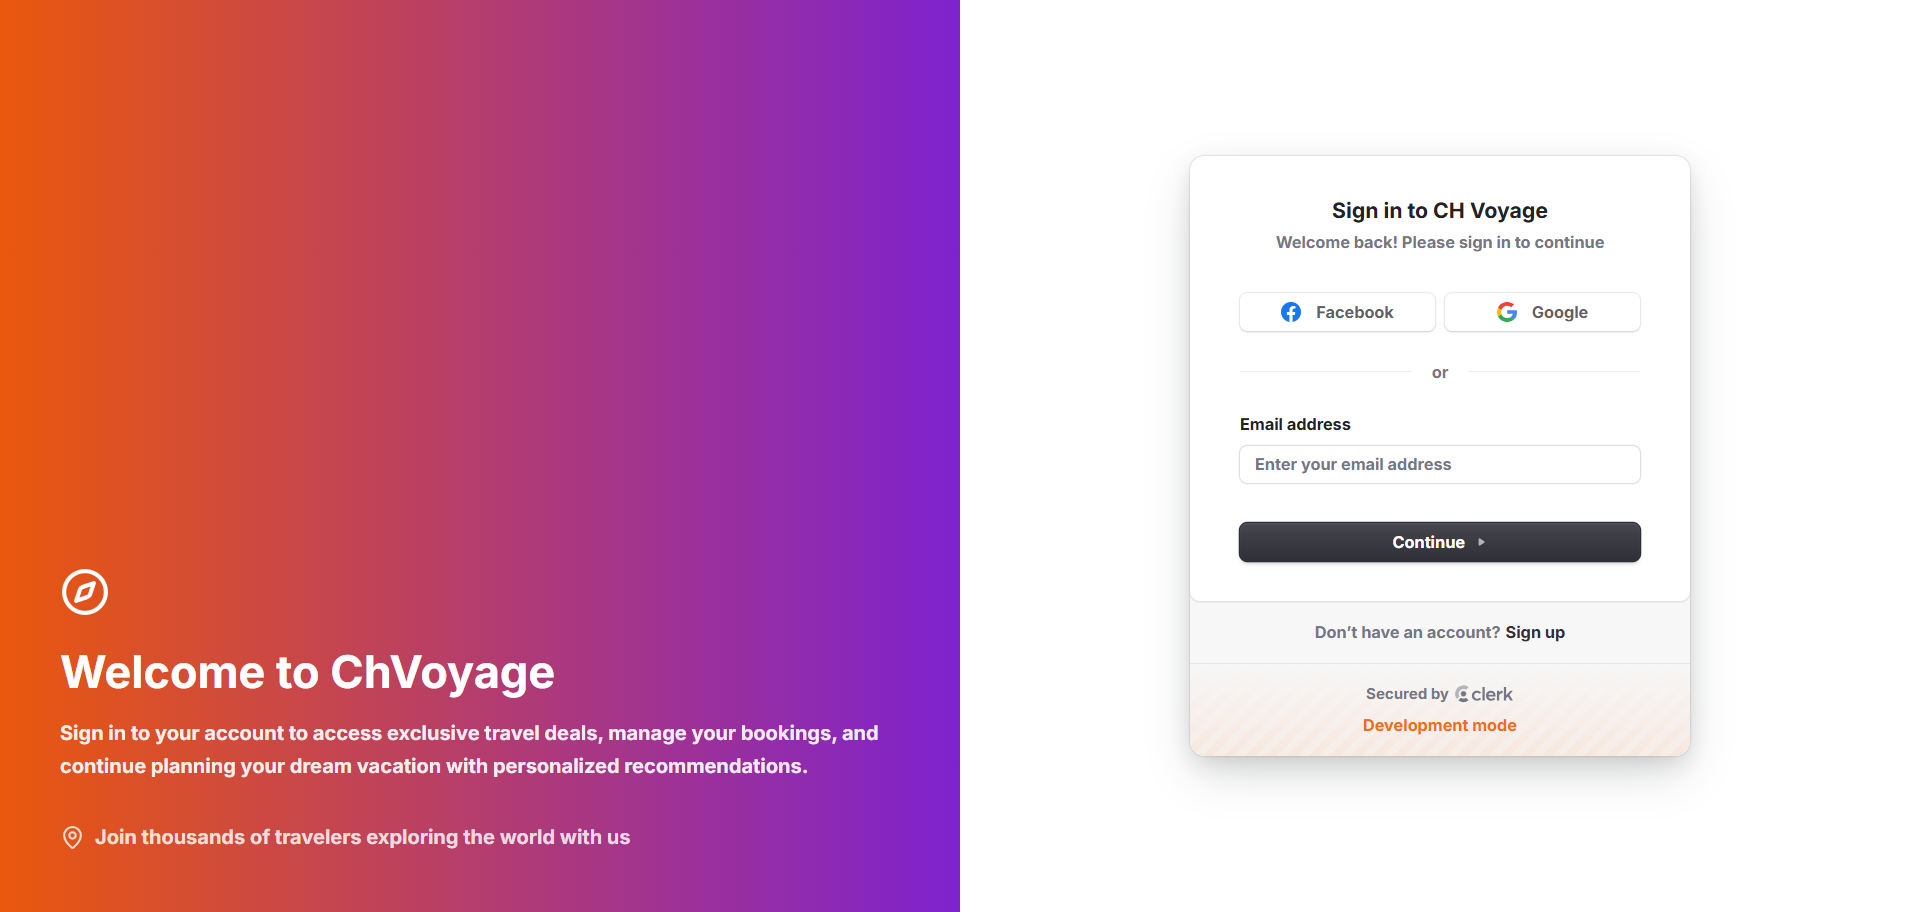 Welcome to ChVoyage
Sign in to your account to access exclusive travel deals, manage your bookings, and
continue planning your dream vacation with personalized recommendations.
Join thousands of travelers exploring the world with us
Sign in to CH Voyage
Welcome back! Please sign in to continue
Facebook
Google
or
Email address
Enter your email address
Continue
Don’t have an account? Sign up
Secured by clerk
Development mode